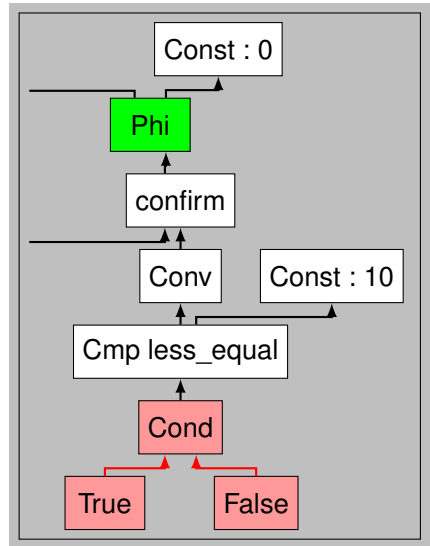 Const : 0
Phi
confirm
Conv
Const : 10
Cmp less_equal
Cond
True
False